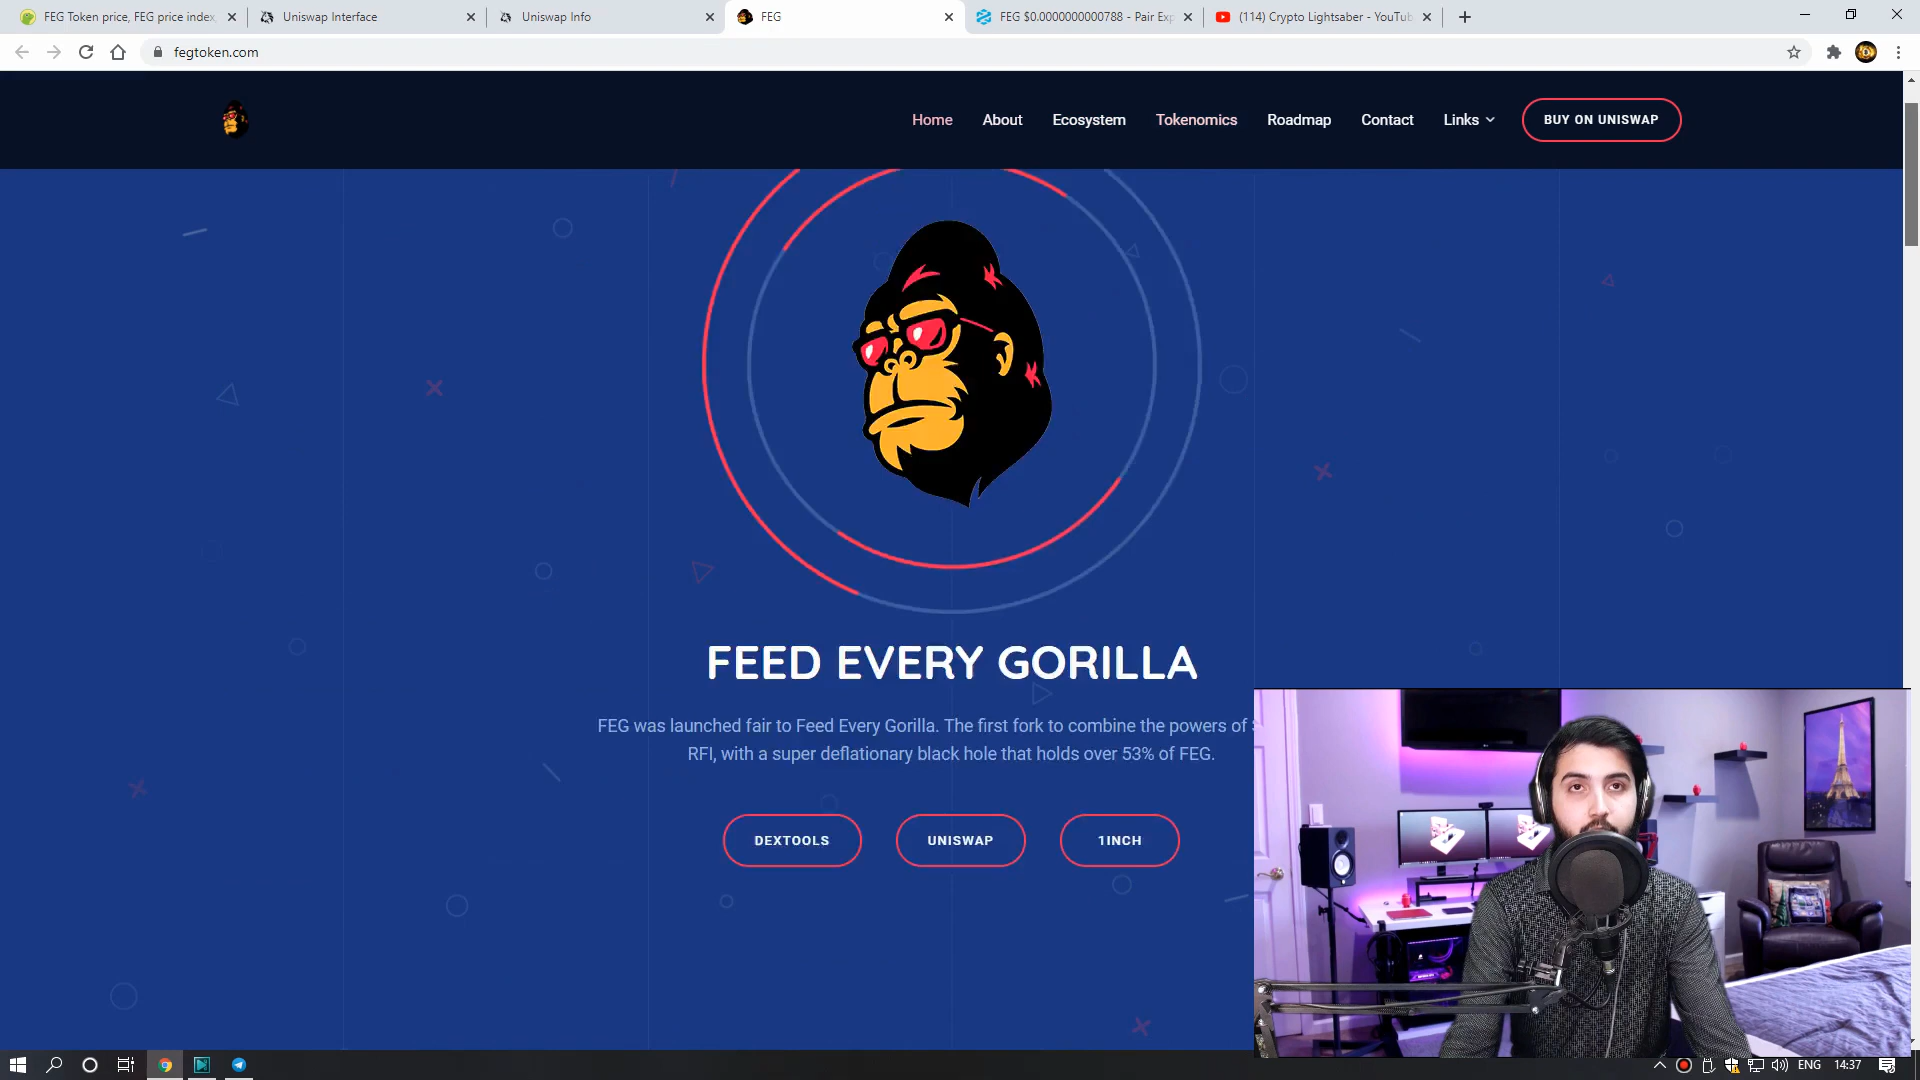 FEG Token price, FEG price index,
Uniswap Interface
Uniswap Info
FEG
FEG $0.0000000000788 - Pair Exp
(114) Crypto Lightsaber - YouTub
fegtoken.com
Home
About
Ecosystem
Tokenomics
Roadmap
Contact
Links
BUY ON UNISWAP
FEED EVERY GORILLA
FEG was launched fair to Feed Every Gorilla. The first fork to combine the powers of
RFI, with a super deflationary black hole that holds over 53% of FEG.
DEXTOOLS
UNISWAP
1INCH
ENG
14:37